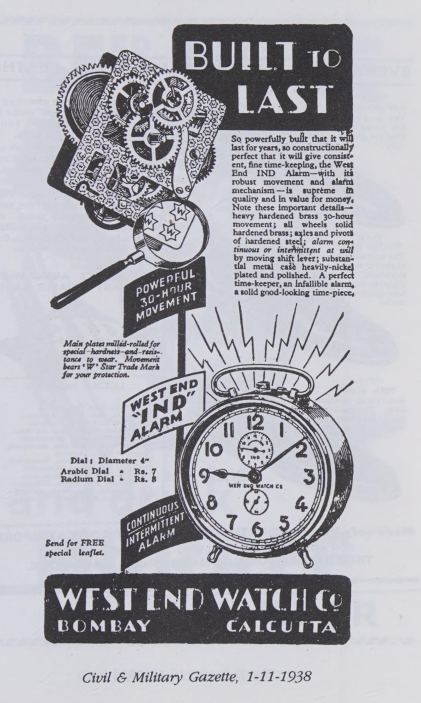 BUILT TO
LAST
So powerfully built that it will
last for years, so constructionally
perfect that it will give consist-
ent, fine time-keeping, the West
End IND Alarm—with its
robust movement and alarm
mechanism—is supreme in
quality and in value for money.
Note these important details—
heavy hardened brass 30-hour
movement; all wheels solid
hardened brass; axles and pivots
of hardened steel; alarm con-
tinuous or intermittent at will
by moving shift lever; substan-
tial metal case heavily-nickel
plated and polished. A perfect
time-keeper, an infallible alarm,
a solid good-looking time-piece.
POWERFUL
30-HOUR
MOVEMENT
Main plates milled-rolled for
special hardness and resis-
tance to wear. Movement
bears 'W' Star Trade Mark
for your protection.
WEST END
"IND"
ALARM
Dial: Diameter 4"
Arabic Dial - Rs. 7
Radium Dial - Rs. 8
12
11
1
10
2
9
3
8
4
7
5
6
IND
WEST END WATCH CO
CONTINUOUS
INTERMITTENT
ALARM
Send for FREE
special leaflet.
WEST END WATCH Co
BOMBAY CALCUTTA
Civil & Military Gazette, 1-11-1938